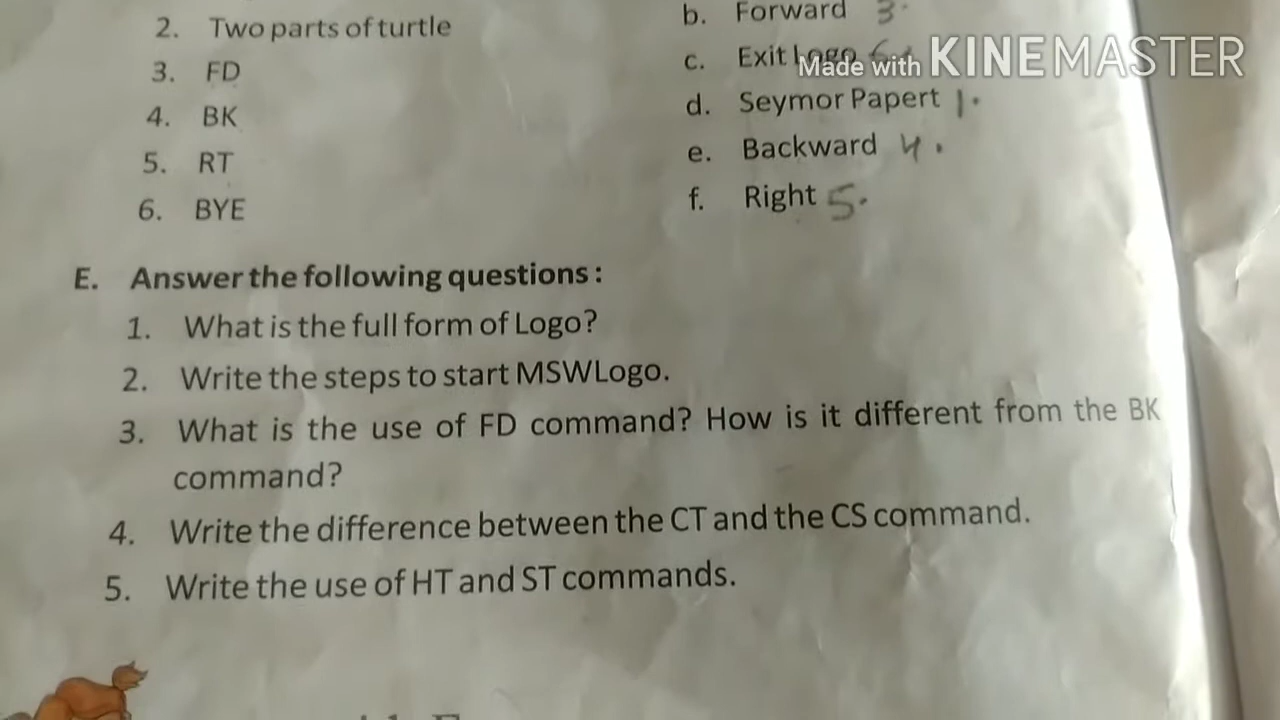 2. Two parts of turtle
b. Forward 3.
3. FD
c. Exit Logo
Made with KINEMASTER
4. BK
d. Seymor Papert 1.
5. RT
e. Backward 4.
6. BYE
f. Right 5.
E. Answer the following questions :
1. What is the full form of Logo?
2. Write the steps to start MSWLogo.
3. What is the use of FD command? How is it different from the BK
command?
4. Write the difference between the CT and the CS command.
5. Write the use of HT and ST commands.